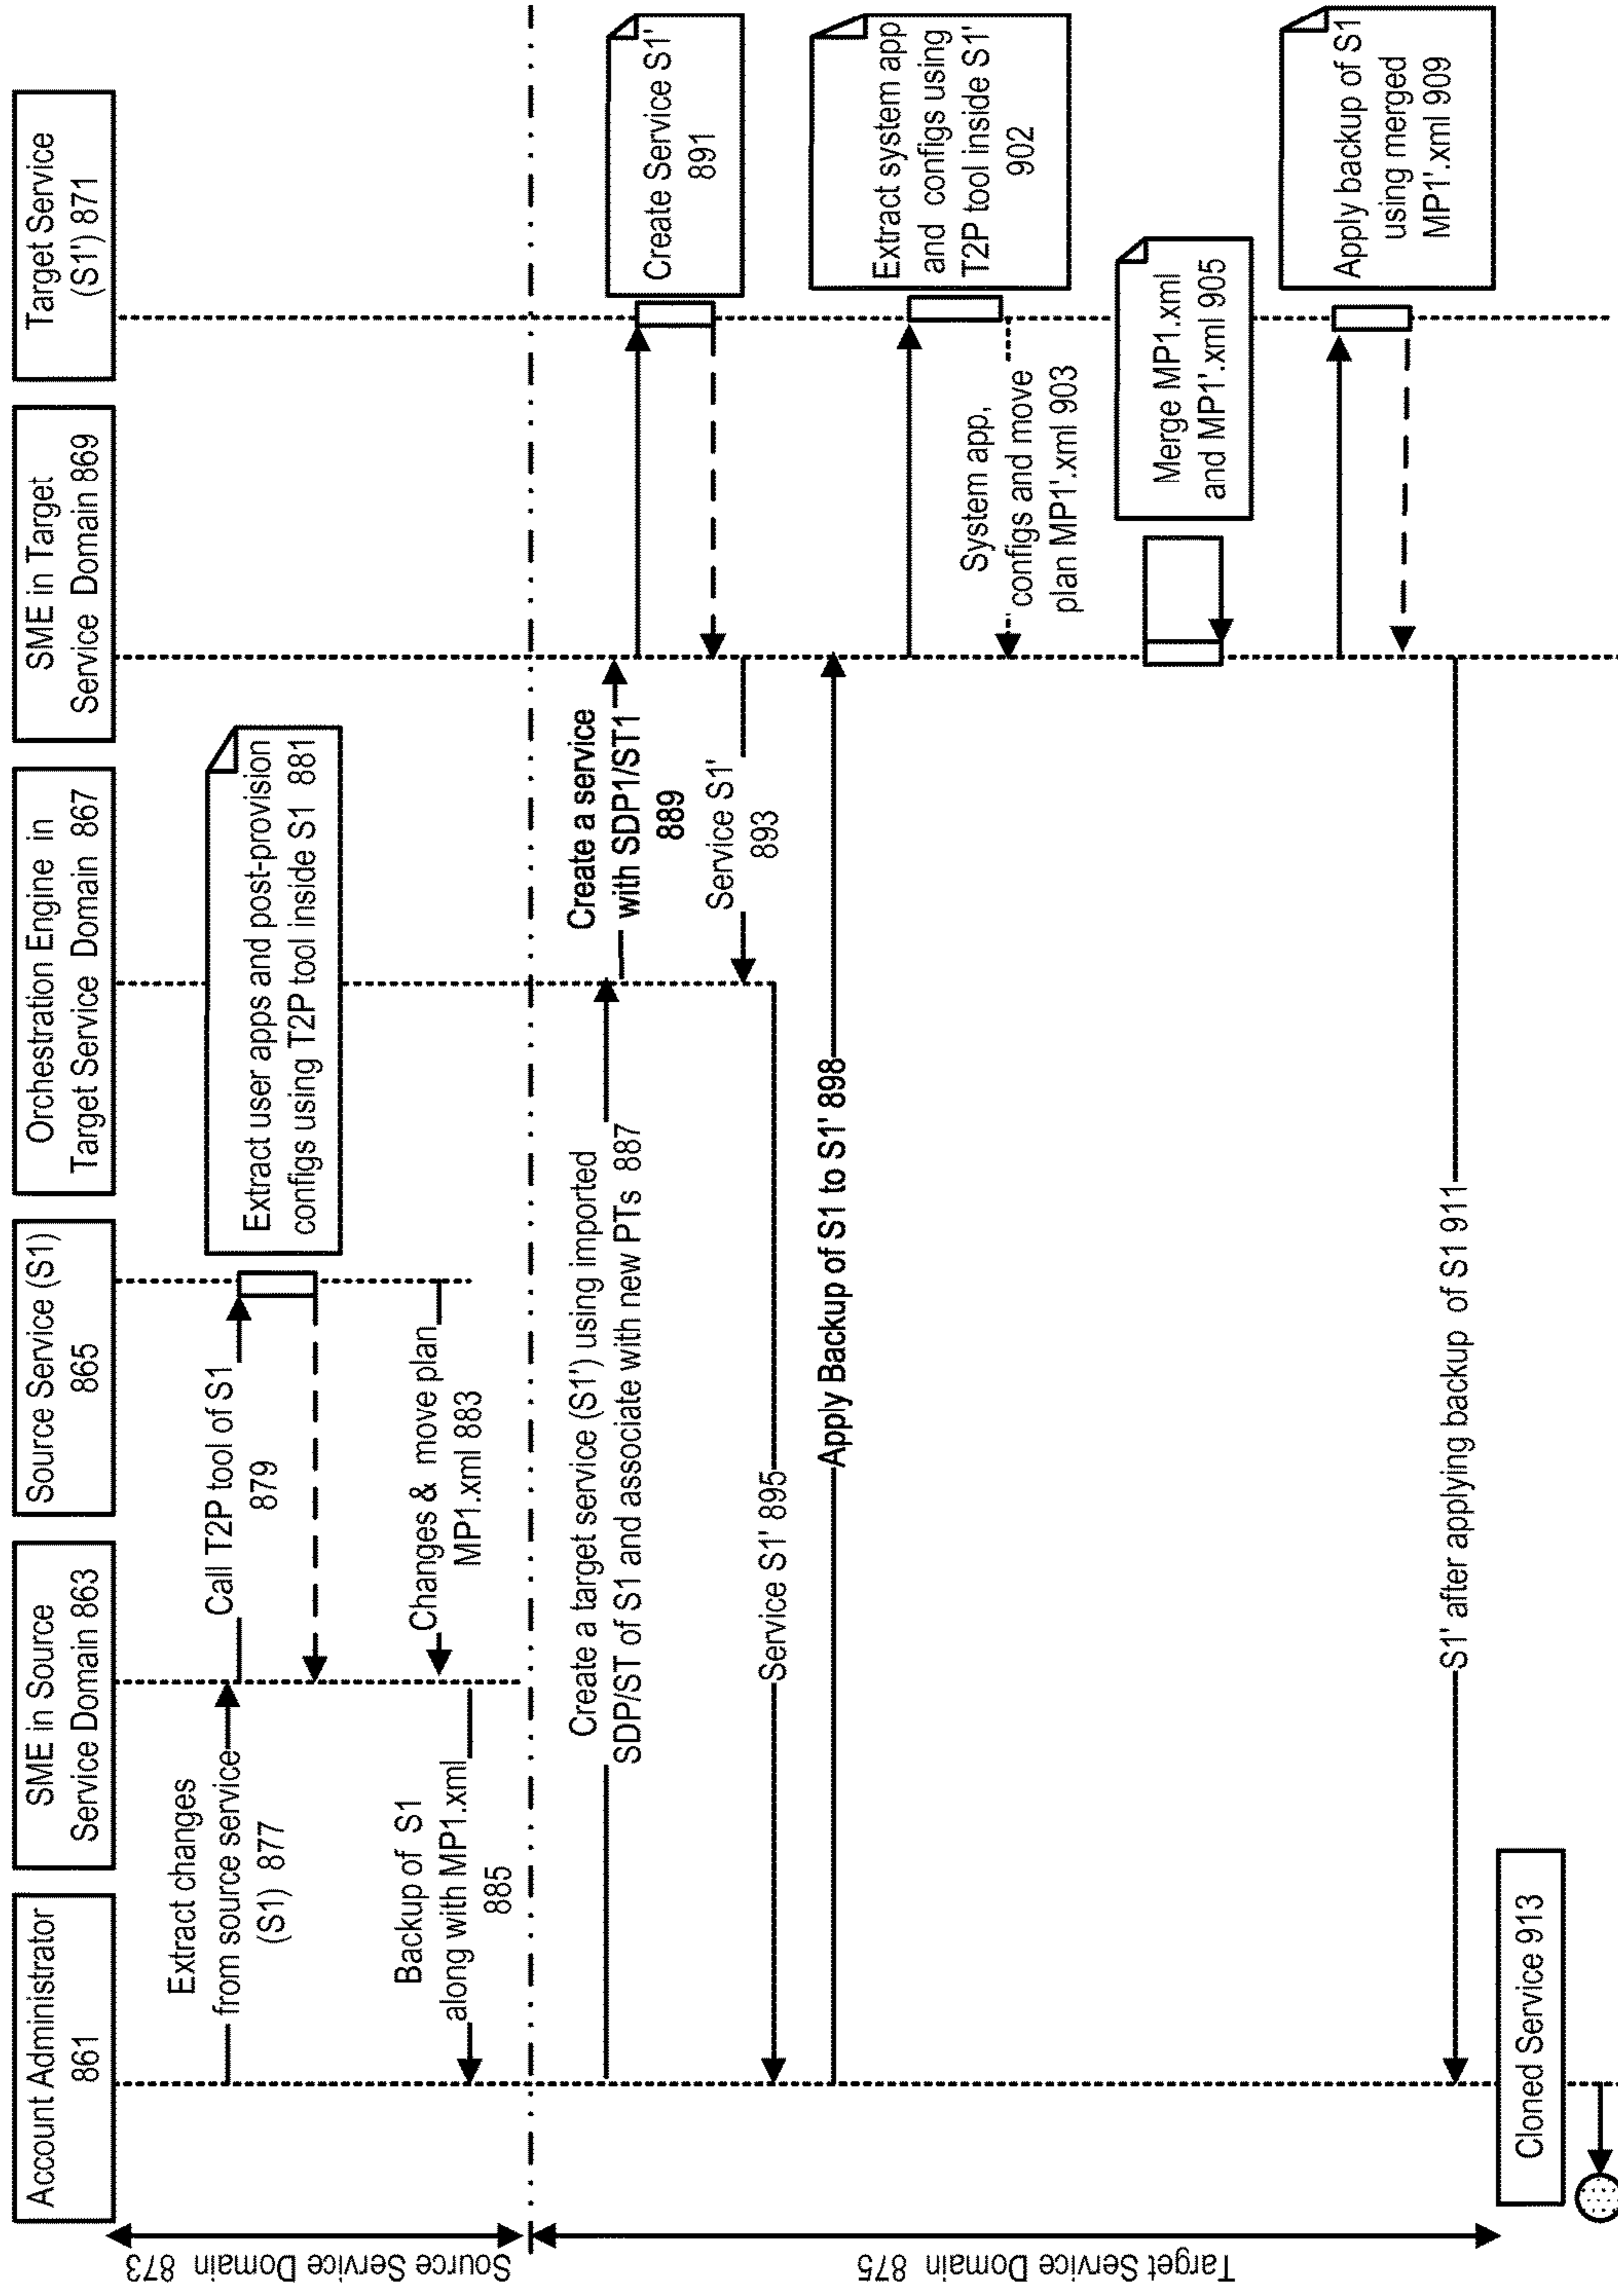 Account Administrator
861
SME in Source
Service Domain 863
Source Service (S1)
865
Orchestration Engine in
Target Service Domain 867
SME in Target
Service Domain 869
Target Service
(S1') 871
Source Service Domain 873
Extract changes
from source service
(S1) 877
Call T2P tool of S1
879
Extract user apps and post-provision
configs using T2P tool inside S1 881
Changes & move plan
MP1.xml 883
Backup of S1
along with MP1.xml
885
Target Service Domain 875
Create a target service (S1') using imported
SDP/ST of S1 and associate with new PTs 887
Create a service
with SDP1/ST1
889
Create Service S1'
891
Service S1'
893
Service S1' 895
Apply Backup of S1 to S1' 898
Extract system app
and configs using
T2P tool inside S1'
902
System app,
configs and move
plan MP1'.xml 903
Merge MP1.xml
and MP1'.xml 905
Apply backup of S1
using merged
MP1'.xml 909
S1' after applying backup of S1 911
Cloned Service 913